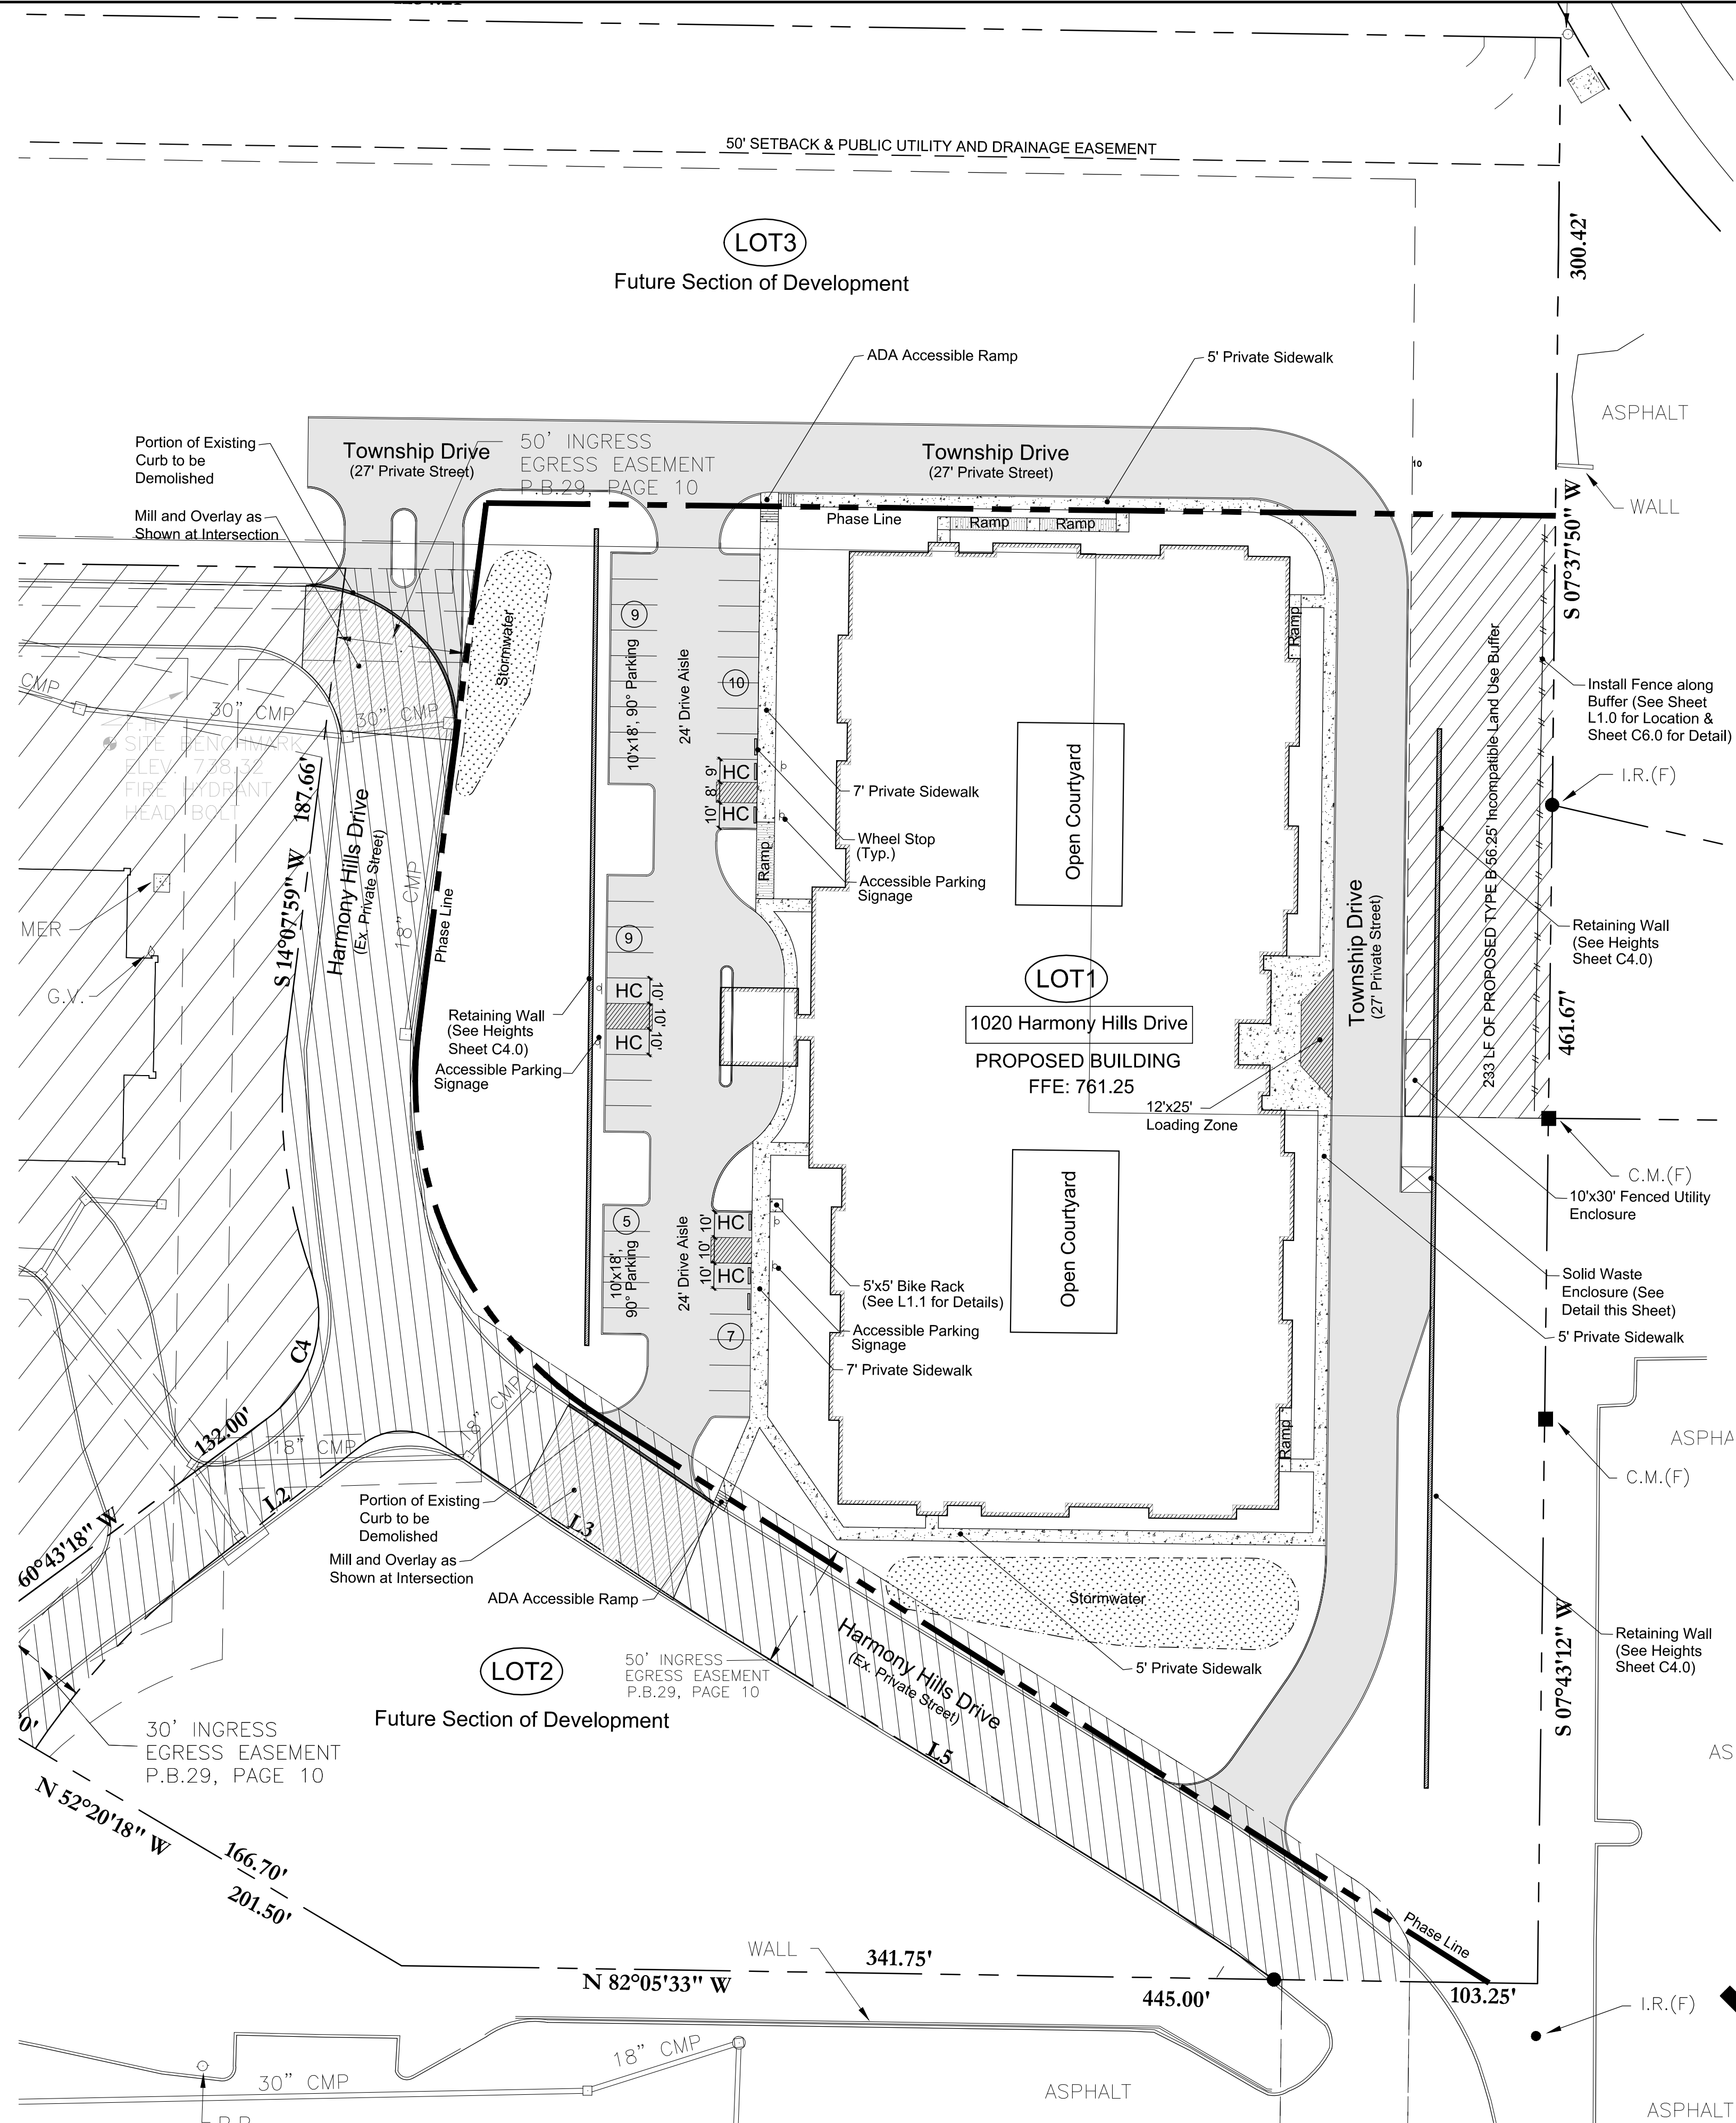 50' SETBACK & PUBLIC UTILITY AND DRAINAGE EASEMENT
LOT3
Future Section of Development
300.42'
ADA Accessible Ramp
5' Private Sidewalk
ASPHALT
Portion of Existing
Curb to be
Demolished
Township Drive
(27' Private Street)
50' INGRESS
EGRESS EASEMENT
P.B.29, PAGE 10
Township Drive
(27' Private Street)
10
WALL
S 07°37'50" W
Mill and Overlay as
Shown at Intersection
Phase Line
Ramp
Ramp
Stormwater
9
10'x18', 90° Parking
24' Drive Aisle
10
Ramp
233 LF OF PROPOSED TYPE B 56.25' Incompatible Land Use Buffer
Install Fence along
Buffer (See Sheet
L1.0 for Location &
Sheet C6.0 for Detail)
I.R.(F)
CMP
30" CMP
30" CMP
SITE BENCHMARK
ELEV. 738.32
FIRE HYDRANT
HEAD BOLT
187.66'
S 14°07'59" W
Harmony Hills Drive
(Ex. Private Street)
18" CMP
Phase Line
HC
9'
8'
10'
HC
Ramp
7' Private Sidewalk
Wheel Stop
(Typ.)
Accessible Parking
Signage
Open Courtyard
MER
G.V.
9
HC
10'
10'
10'
HC
Retaining Wall
(See Heights
Sheet C4.0)
Accessible Parking
Signage
LOT1
1020 Harmony Hills Drive
PROPOSED BUILDING
FFE: 761.25
12'x25'
Loading Zone
Township Drive
(27' Private Street)
Retaining Wall
(See Heights
Sheet C4.0)
461.67'
C.M.(F)
10'x30' Fenced Utility
Enclosure
Solid Waste
Enclosure (See
Detail this Sheet)
5' Private Sidewalk
5
10'x18',
90° Parking
24' Drive Aisle
HC
10'
10'
10'
HC
7
5'x5' Bike Rack
(See L1.1 for Details)
Accessible Parking
Signage
7' Private Sidewalk
Open Courtyard
Ramp
C4
132.00'
18" CMP
18" CMP
L2
60°43'18" W
ASPHA
C.M.(F)
Portion of Existing
Curb to be
Demolished
L3
Mill and Overlay as
Shown at Intersection
ADA Accessible Ramp
Stormwater
S 07°43'12" W
Retaining Wall
(See Heights
Sheet C4.0)
LOT2
Future Section of Development
50' INGRESS
EGRESS EASEMENT
P.B.29, PAGE 10
Harmony Hills Drive
(Ex. Private Street)
5' Private Sidewalk
L5
0'
30' INGRESS
EGRESS EASEMENT
P.B.29, PAGE 10
AS
N 52°20'18" W
166.70'
201.50'
Phase Line
WALL
341.75'
N 82°05'33" W
445.00'
103.25'
I.R.(F)
18" CMP
30" CMP
ASPHALT
ASPHALT